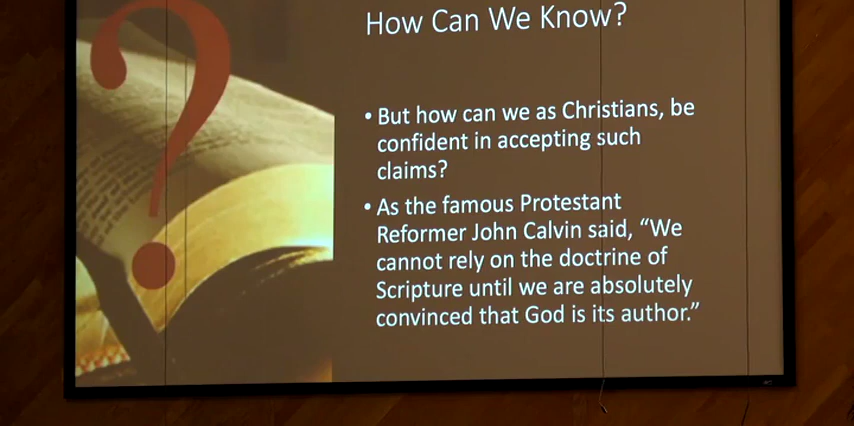 How Can We Know?
• But how can we as Christians, be
confident in accepting such
claims?
• As the famous Protestant
Reformer John Calvin said, “We
cannot rely on the doctrine of
Scripture until we are absolutely
convinced that God is its author.”